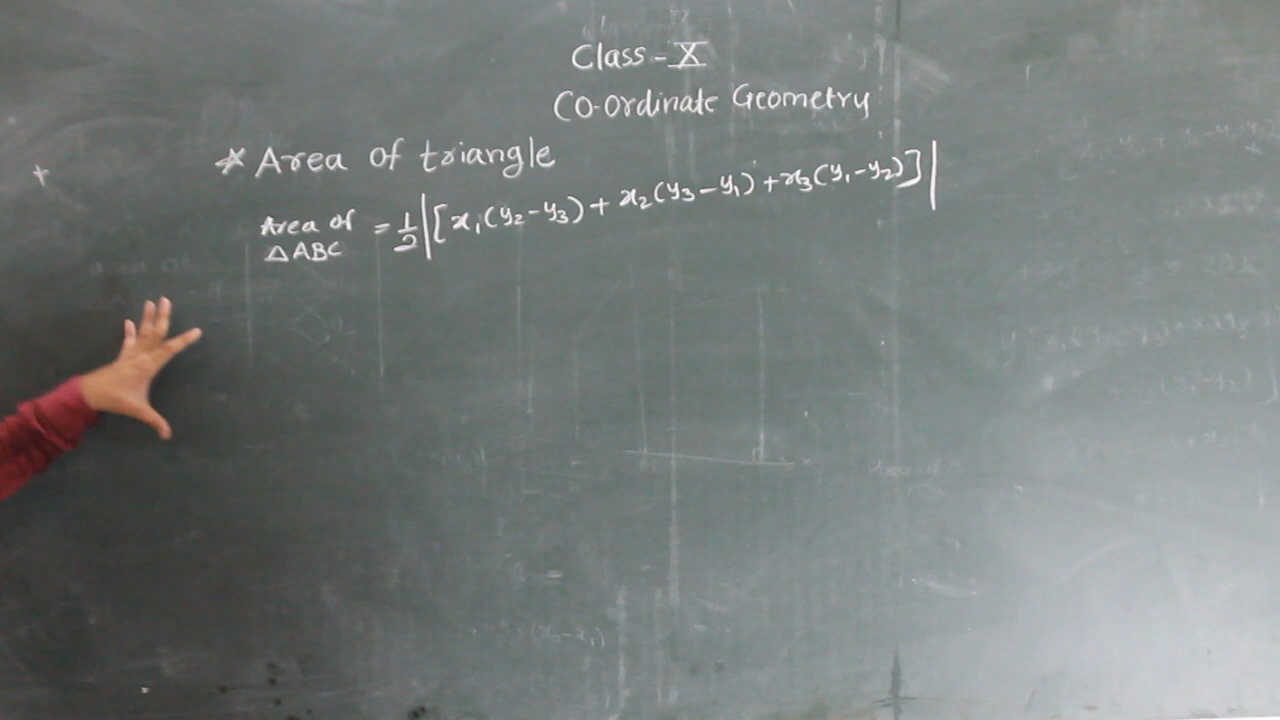 Class - X
CO-Ordinate Geometry
* Area of triangle
Area of ΔABC = 1/2 |[x₁(y₂-y₃) + x₂(y₃-y₁) + x₃(y₁-y₂)]|